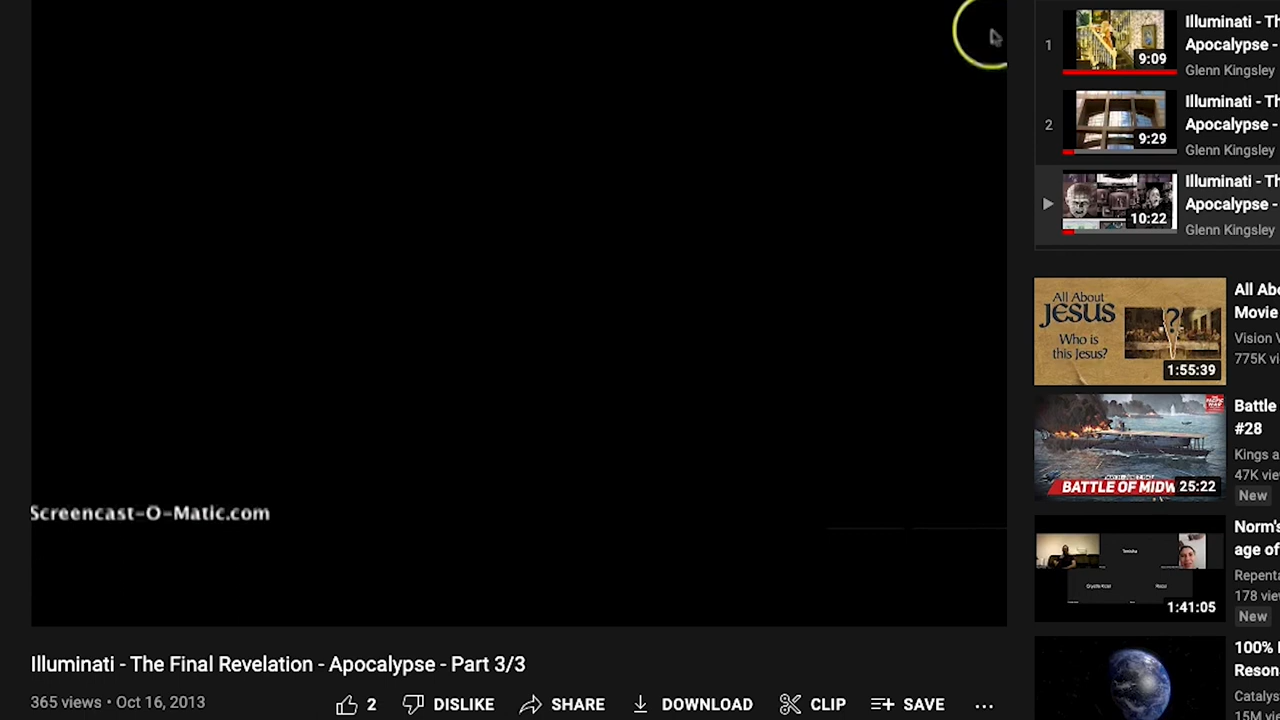 Screencast-O-Matic.com
Illuminati - The Final Revelation - Apocalypse - Part 3/3
365 views • Oct 16, 2013
2
DISLIKE
SHARE
DOWNLOAD
CLIP
SAVE
1
9:09
Illuminati - Th
Apocalypse -
Glenn Kingsley
2
9:29
Illuminati - Th
Apocalypse -
Glenn Kingsley
10:22
Illuminati - Th
Apocalypse -
Glenn Kingsley
All About
JESUS
Who is
this Jesus?
?
1:55:39
All Abo
Movie
Vision V
775K vi
BATTLE OF MIDW
25:22
Battle
#28
Kings a
47K vie
New
1:41:05
Norm's
age of
Repenta
178 view
New
100%
Reson
Catalys
15M vie